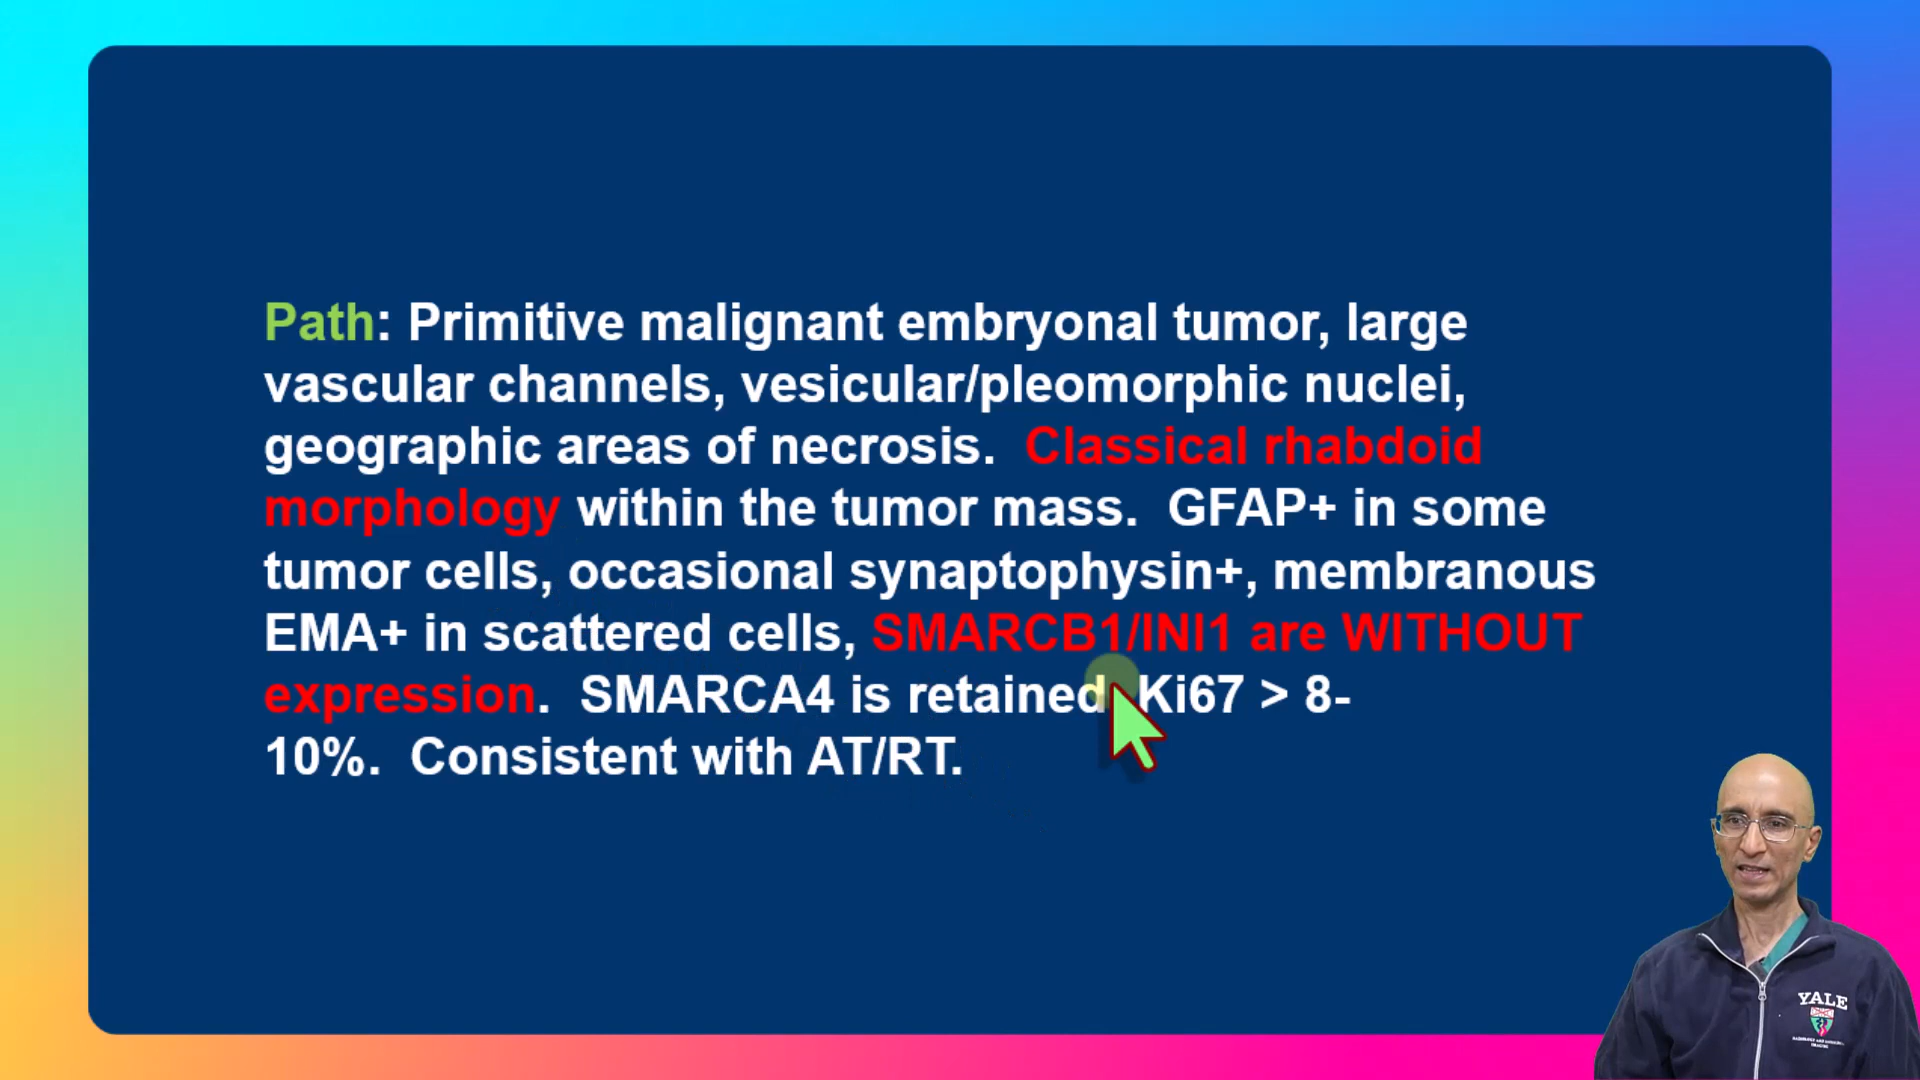 Path: Primitive malignant embryonal tumor, large
vascular channels, vesicular/pleomorphic nuclei,
geographic areas of necrosis. Classical rhabdoid
morphology within the tumor mass. GFAP+ in some
tumor cells, occasional synaptophysin+, membranous
EMA+ in scattered cells, SMARCB1/INI1 are WITHOUT
expression. SMARCA4 is retained Ki67 > 8-
10%. Consistent with AT/RT.
YALE